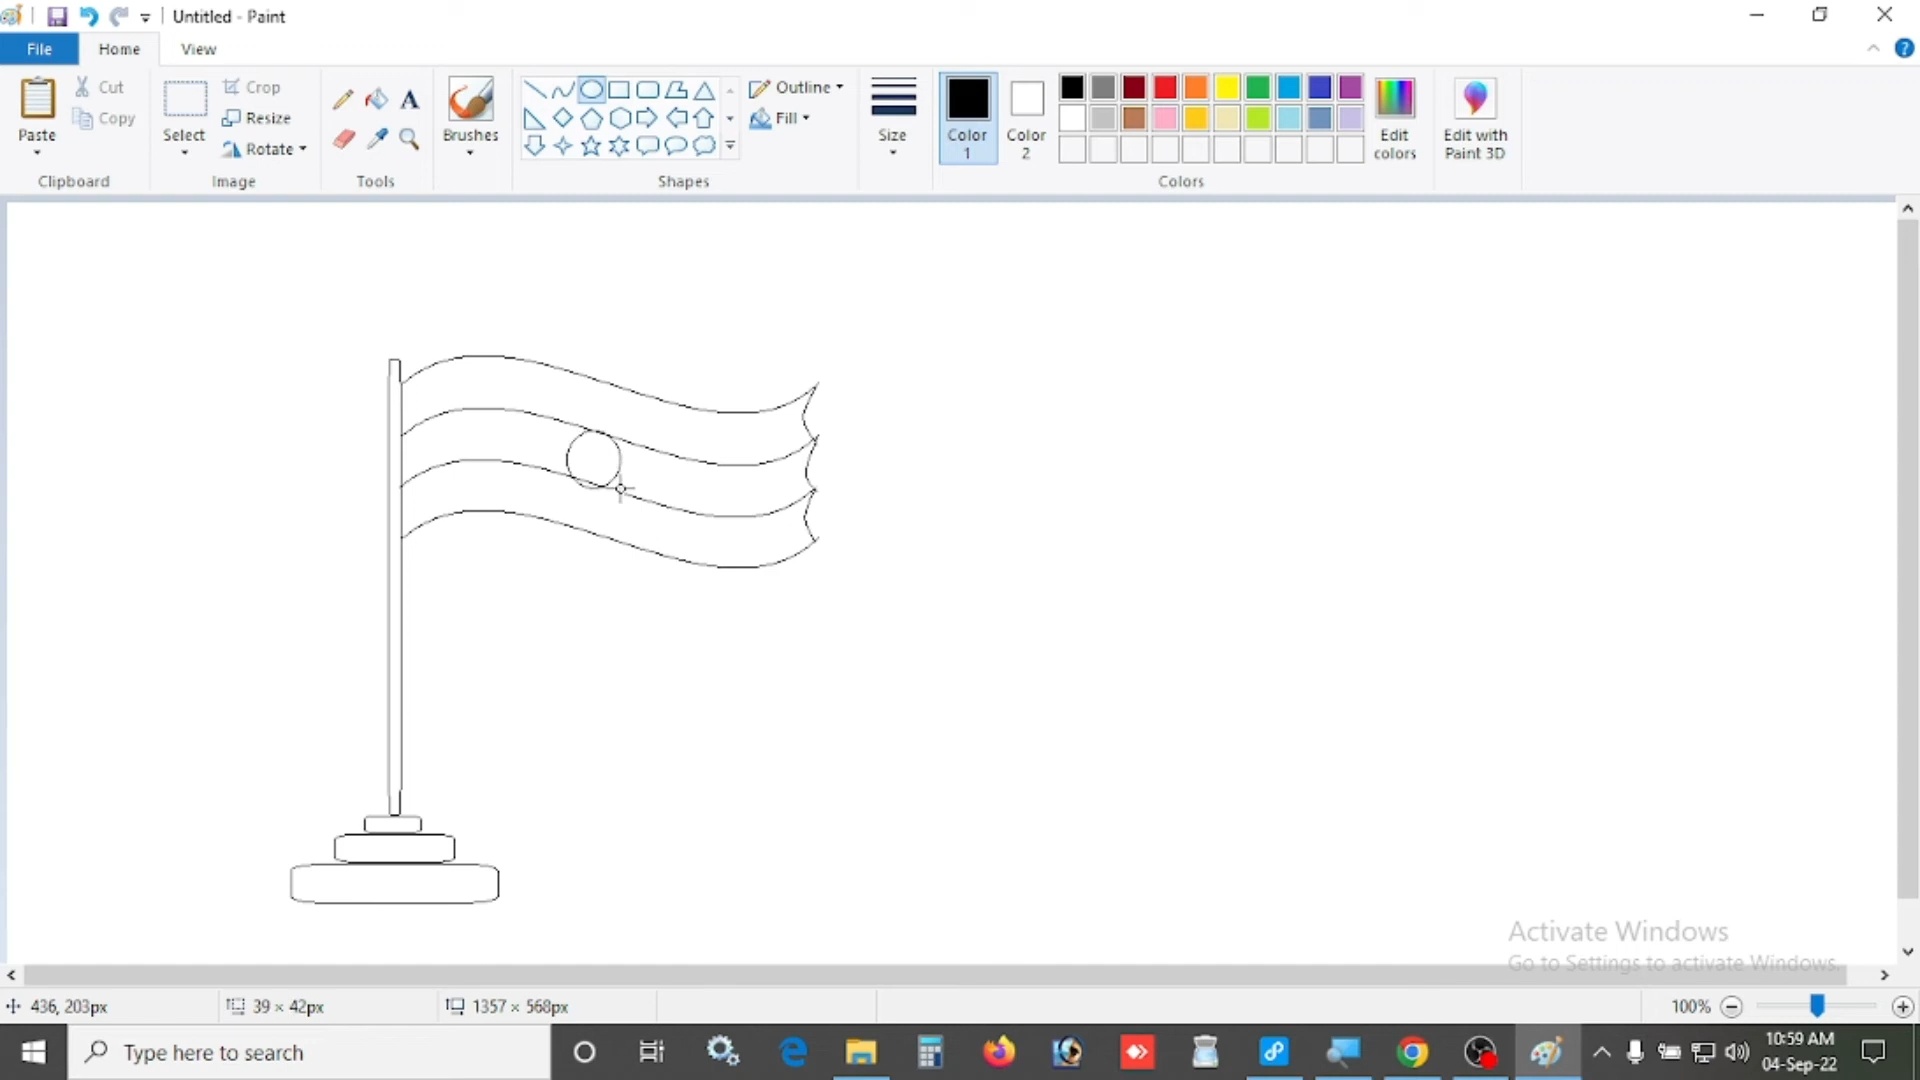 Untitled - Paint
File Home View
Paste
Cut
Copy
Clipboard
Select
Crop
Resize
Rotate
Image
A
Tools
Brushes
Outline
Fill
Shapes
Size
Color 1
Color 2
Edit colors
Colors
Edit with Paint 3D
?
Activate Windows
Go to Settings to activate Windows.
436, 203px
39 × 42px
1357 × 568px
100%
Type here to search
10:59 AM
04-Sep-22